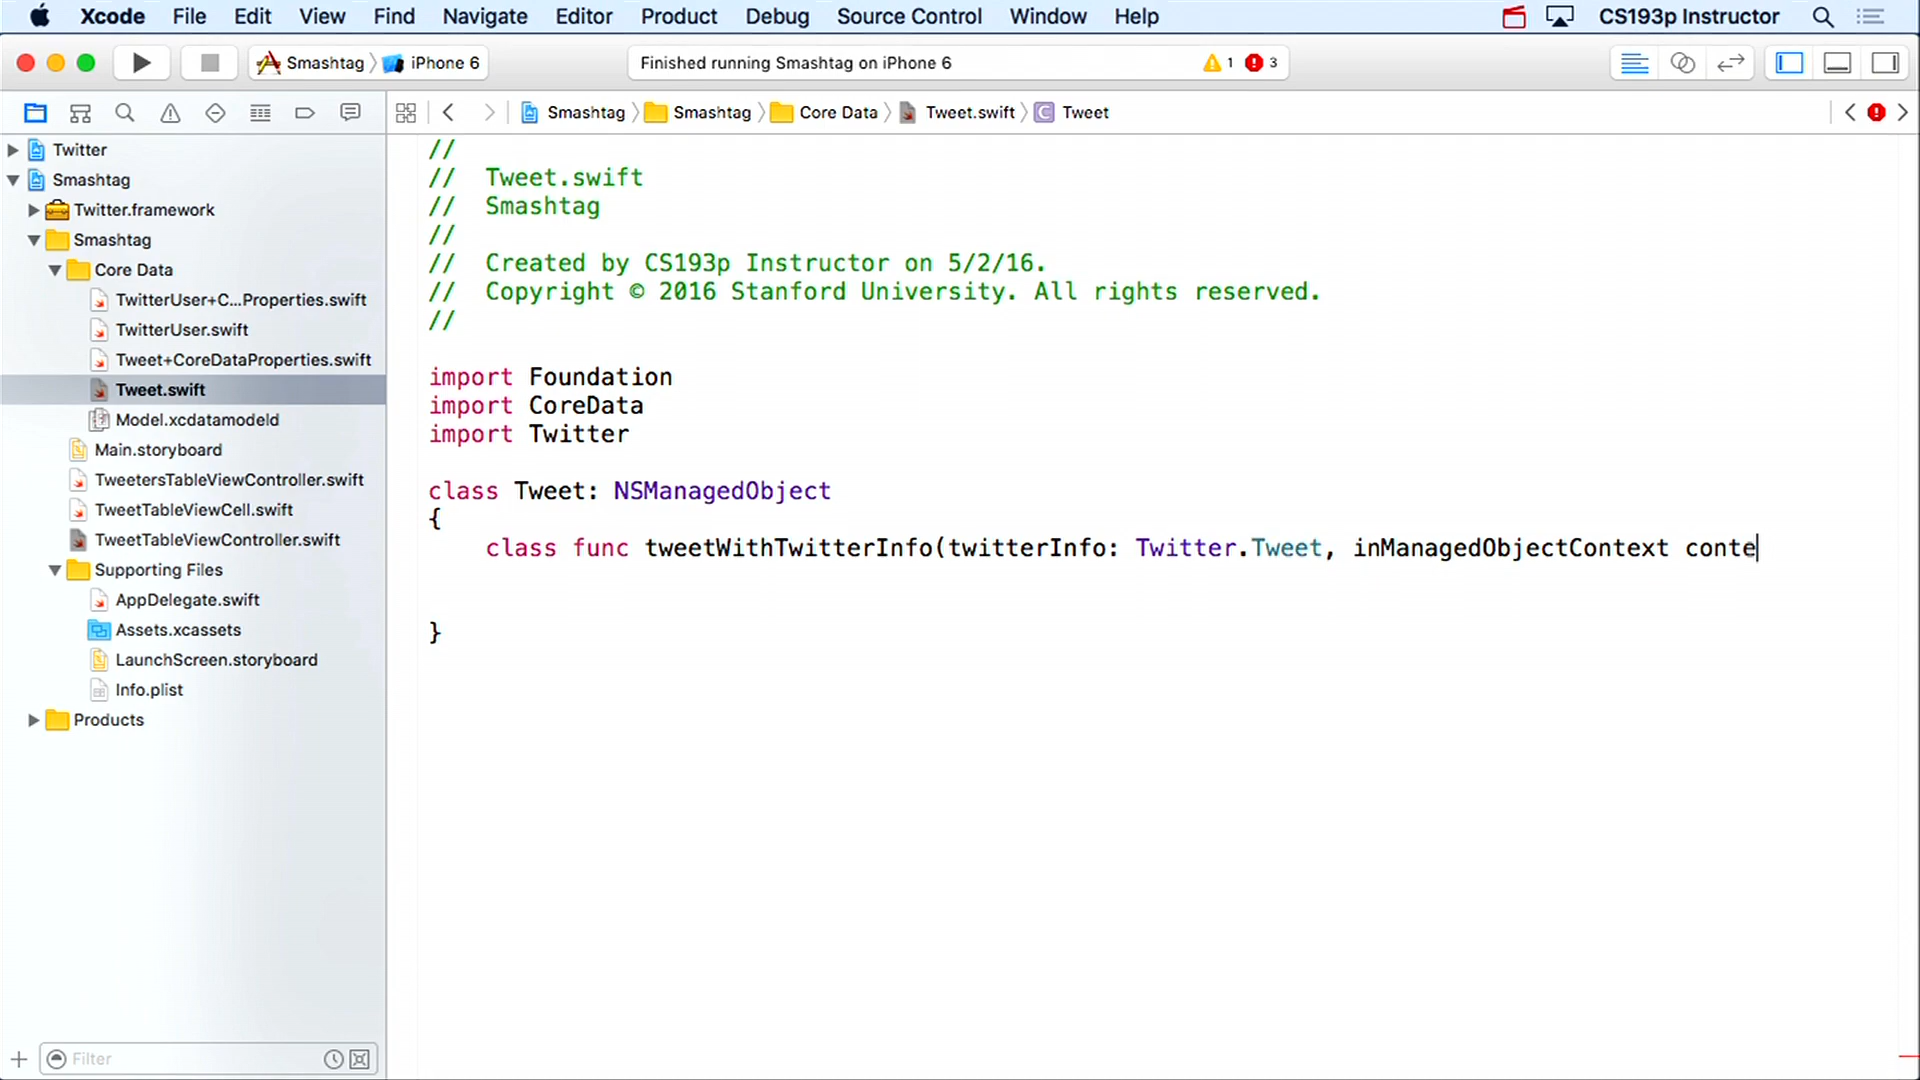 Xcode File Edit View Find Navigate Editor Product Debug Source Control Window Help CS193p Instructor
Smashtag iPhone 6 Finished running Smashtag on iPhone 6 1 3
Smashtag Smashtag Core Data Tweet.swift Tweet
Twitter
Smashtag
Twitter.framework
Smashtag
Core Data
TwitterUser+C...Properties.swift
TwitterUser.swift
Tweet+CoreDataProperties.swift
Tweet.swift
Model.xcdatamodeld
Main.storyboard
TweetersTableViewController.swift
TweetTableViewCell.swift
TweetTableViewController.swift
Supporting Files
AppDelegate.swift
Assets.xcassets
LaunchScreen.storyboard
Info.plist
Products
Filter
//
// Tweet.swift
// Smashtag
//
// Created by CS193p Instructor on 5/2/16.
// Copyright © 2016 Stanford University. All rights reserved.
//
import Foundation
import CoreData
import Twitter
class Tweet: NSManagedObject
{
class func tweetWithTwitterInfo(twitterInfo: Twitter.Tweet, inManagedObjectContext conte
}